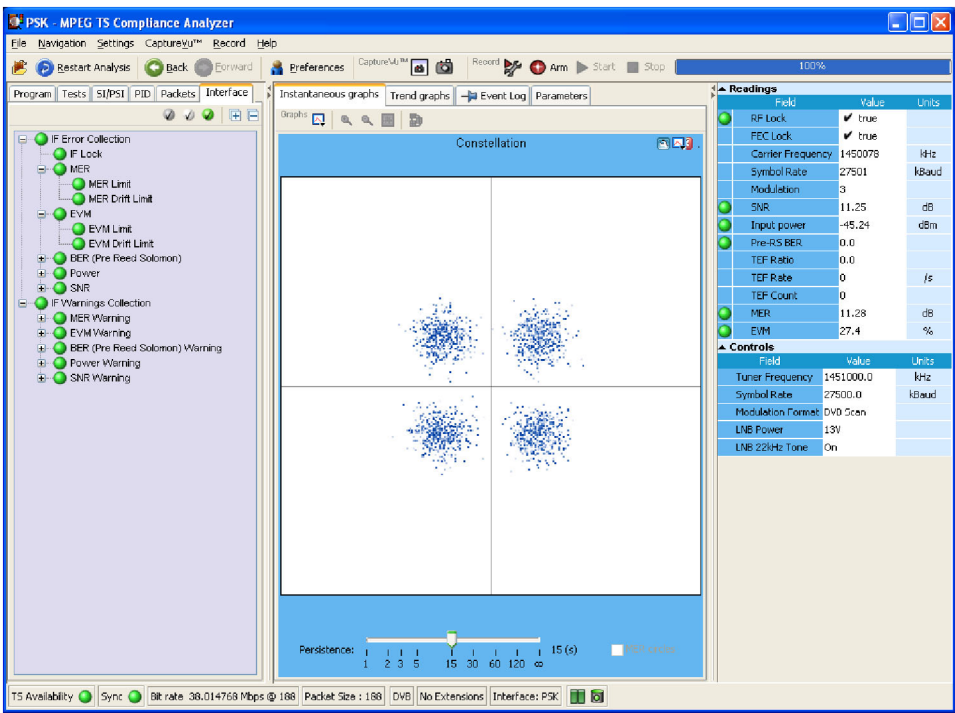 PSK - MPEG TS Compliance Analyzer
File Navigation Settings CaptureVu™ Record Help
Restart Analysis Back Forward Preferences CaptureVu™ Record Arm Start Stop 100%
Program Tests SI/PSI PID Packets Interface
IF Error Collection
IF Lock
MER
MER Limit
MER Drift Limit
EVM
EVM Limit
EVM Drift Limit
BER (Pre Reed Solomon)
Power
SNR
IF Warnings Collection
MER Warning
EVM Warning
BER (Pre Reed Solomon) Warning
Power Warning
SNR Warning
Instantaneous graphs Trend graphs Event Log Parameters
Graphs
Constellation
Persistence: 15 (s)
1 2 3 5 15 30 60 120 ∞
Readings
Field Value Units
RF Lock ✔ true
FEC Lock ✔ true
Carrier Frequency 1450078 kHz
Symbol Rate 27501 kBaud
Modulation 3
SNR 11.25 dB
Input power -45.24 dBm
Pre-RS BER 0.0
TEF Ratio 0.0
TEF Rate 0 /s
TEF Count 0
MER 11.28 dB
EVM 27.4 %
Controls
Field Value Units
Tuner Frequency 1451000.0 kHz
Symbol Rate 27500.0 kBaud
Modulation Format DVB Scan
LNB Power 13V
LNB 22kHz Tone On
TS Availability Sync Bit rate 38.014768 Mbps @ 188 Packet Size : 188 DVB No Extensions Interface: PSK